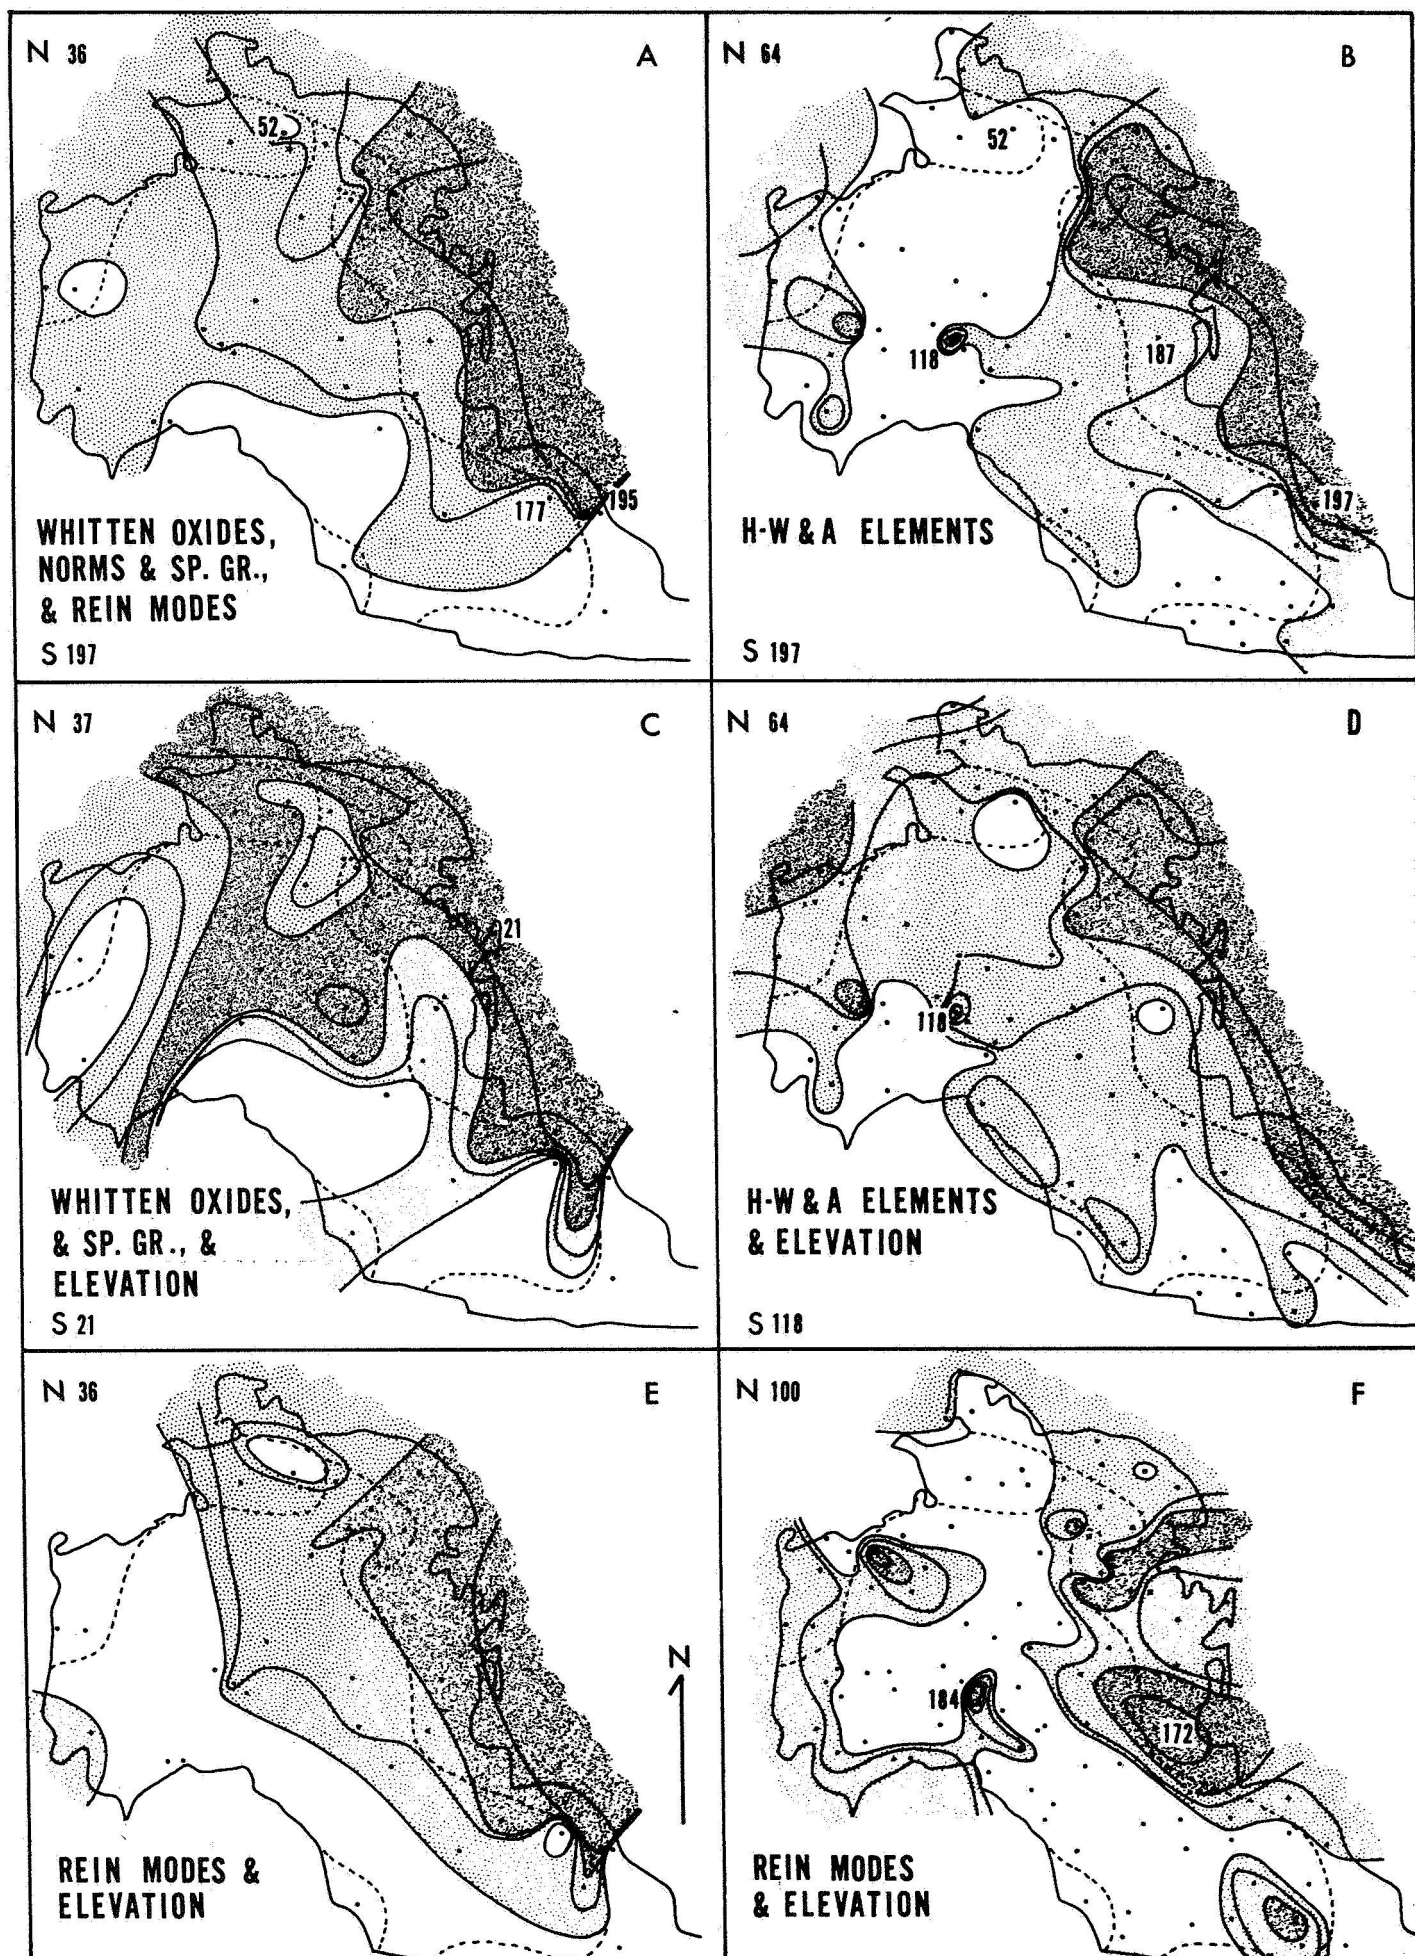 N 36
A
52
177
195
WHITTEN OXIDES,
NORMS & SP. GR.,
& REIN MODES
S 197
N 64
B
52
118
187
197
H-W & A ELEMENTS
S 197
N 37
C
21
WHITTEN OXIDES,
& SP. GR., &
ELEVATION
S 21
N 64
D
118
H-W & A ELEMENTS
& ELEVATION
S 118
N 36
E
N
REIN MODES &
ELEVATION
N 100
F
184
172
REIN MODES
& ELEVATION